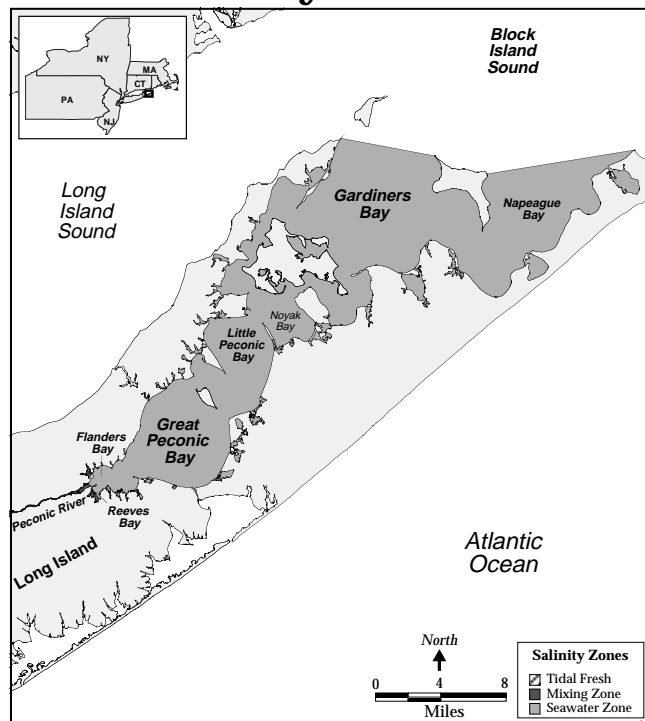 NY
MA
CT
PA
NJ
Block
Island
Sound
Long
Island
Sound
Gardiners
Bay
Napeague
Bay
Noyak
Bay
Little
Peconic
Bay
Great
Peconic
Bay
Flanders
Bay
Peconic River
Reeves
Bay
Long Island
Atlantic
Ocean
North
0 4 8
Miles
Salinity Zones
Tidal Fresh
Mixing Zone
Seawater Zone